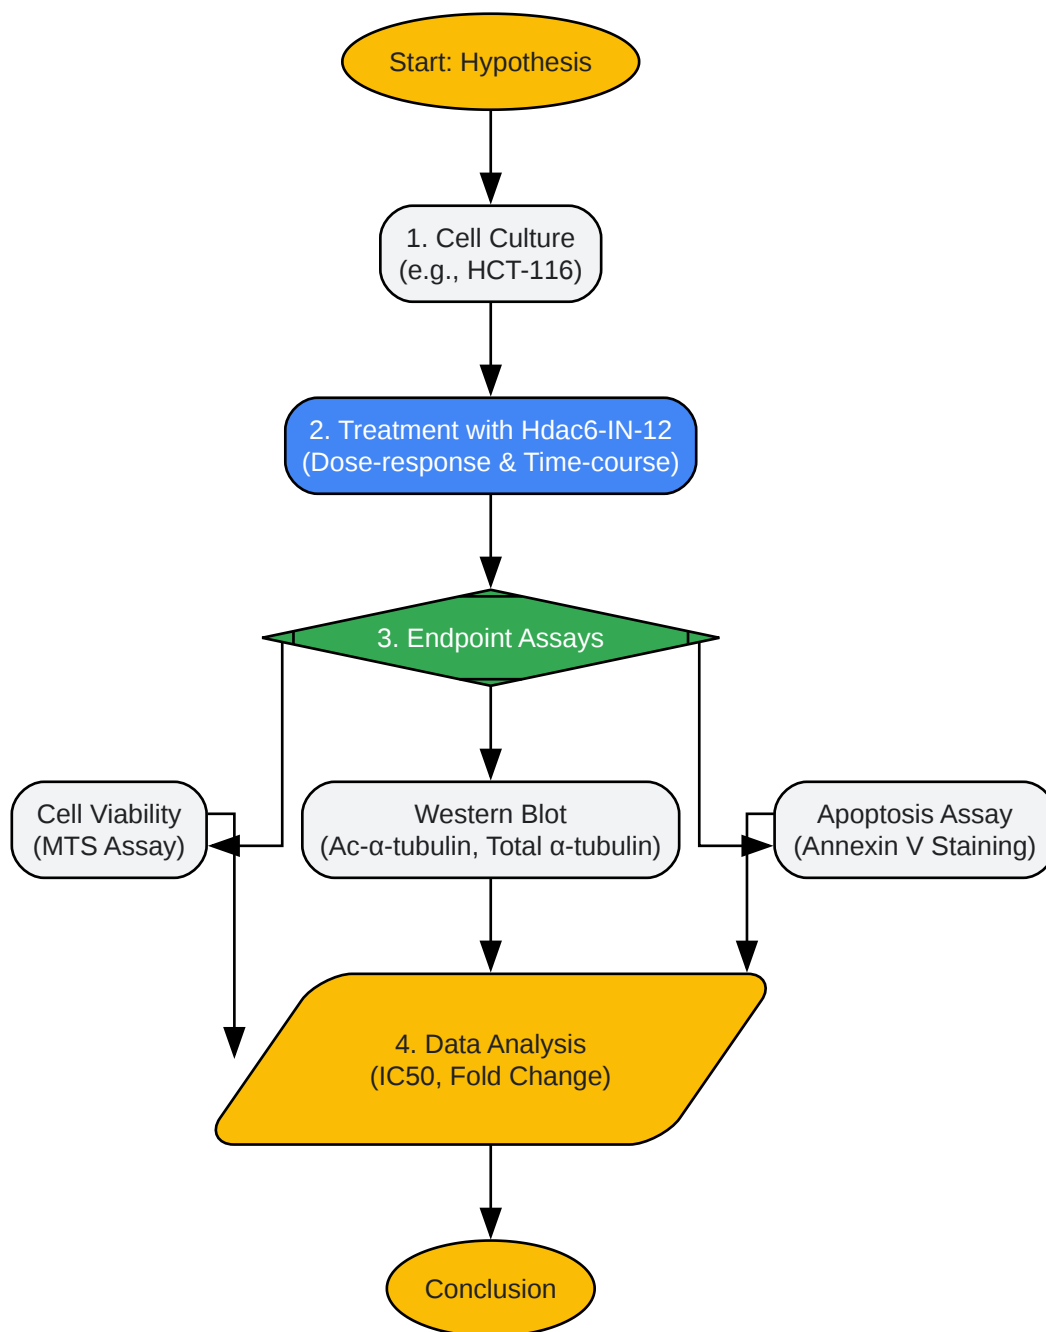 Start: Hypothesis
1. Cell Culture
(e.g., HCT-116)
2. Treatment with Hdac6-IN-12
(Dose-response & Time-course)
3. Endpoint Assays
Cell Viability
(MTS Assay)
Western Blot
(Ac-α-tubulin, Total α-tubulin)
Apoptosis Assay
(Annexin V Staining)
4. Data Analysis
(IC50, Fold Change)
Conclusion